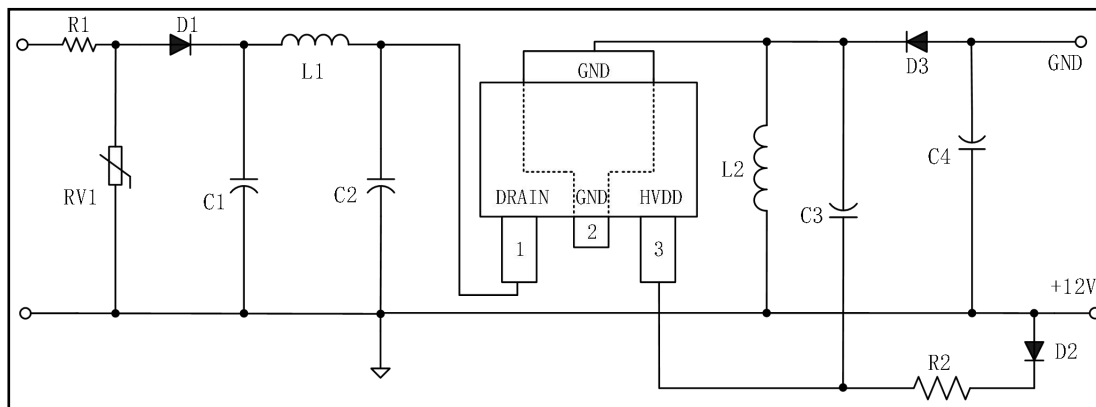 R1
D1
L1
RV1
C1
C2
GND
DRAIN
GND
HVDD
1
2
3
L2
C3
D3
GND
C4
+12V
D2
R2